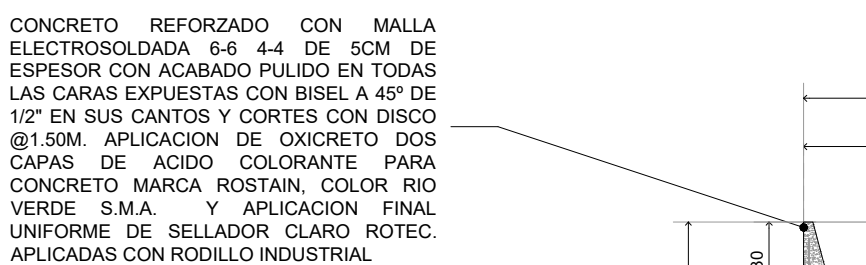 CONCRETO REFORZADO CON MALLA
ELECTROSOLDADA 6-6 4-4 DE 5CM DE
ESPESOR CON ACABADO PULIDO EN TODAS
LAS CARAS EXPUESTAS CON BISEL A 45º DE
1/2" EN SUS CANTOS Y CORTES CON DISCO
@1.50M. APLICACION DE OXICRETO DOS
CAPAS DE ACIDO COLORANTE PARA
CONCRETO MARCA ROSTAIN, COLOR RIO
VERDE S.M.A. Y APLICACION FINAL
UNIFORME DE SELLADOR CLARO ROTEC.
APLICADAS CON RODILLO INDUSTRIAL